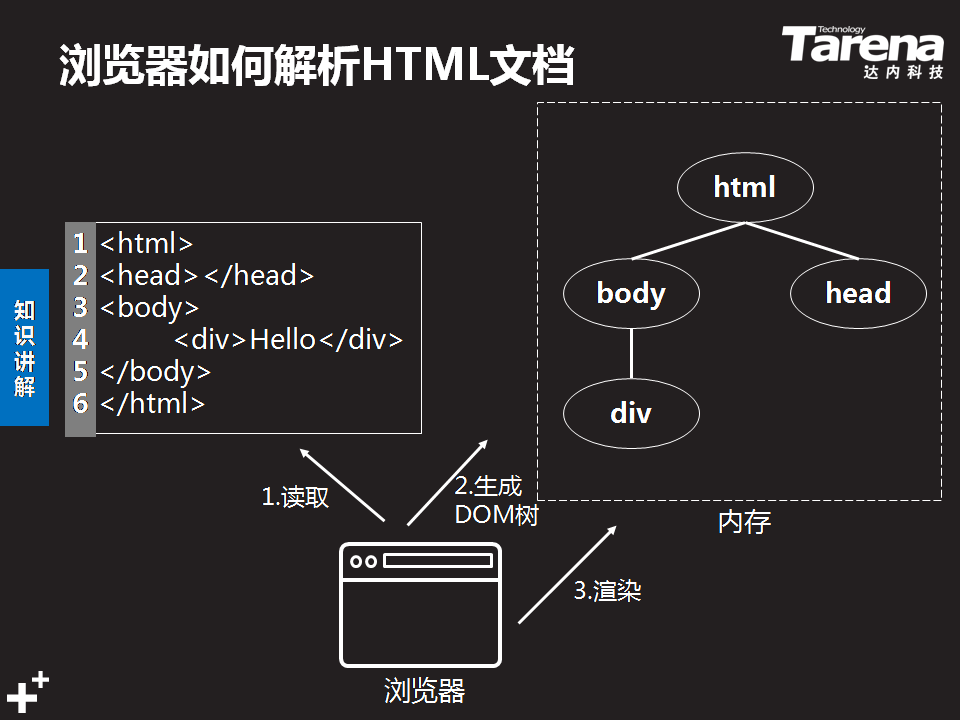 浏览器如何解析HTML文档
Technology
Tarena
达内科技
知识讲解
1 <html>
2 <head></head>
3 <body>
4 <div>Hello</div>
5 </body>
6 </html>
html
body
head
div
内存
1.读取
2.生成
DOM树
3.渲染
浏览器